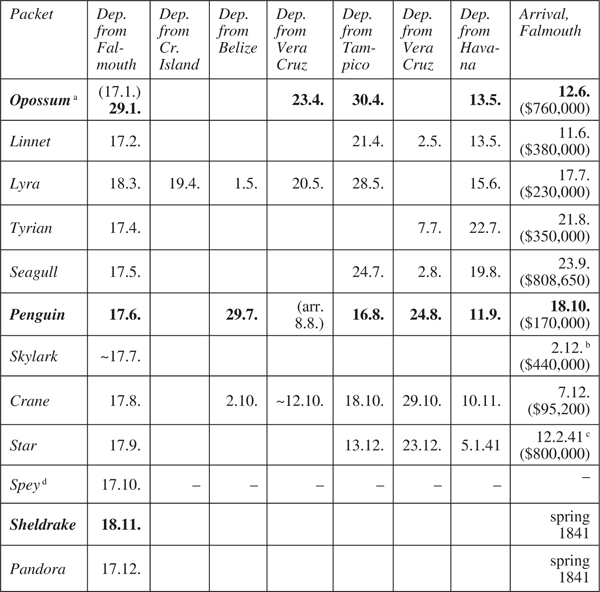 Packet Dep. from Falmouth Dep. from Cr. Island Dep. from Belize Dep. from Vera Cruz Dep. from Tampico Dep. from Vera Cruz Dep. from Havana Arrival, Falmouth
Opossum a (17.1.) 29.1. 23.4. 30.4. 13.5. 12.6. ($760,000)
Linnet 17.2. 21.4. 2.5. 13.5. 11.6. ($380,000)
Lyra 18.3. 19.4. 1.5. 20.5. 28.5. 15.6. 17.7. ($230,000)
Tyrian 17.4. 7.7. 22.7. 21.8. ($350,000)
Seagull 17.5. 24.7. 2.8. 19.8. 23.9. ($808,650)
Penguin 17.6. 29.7. (arr. 8.8.) 16.8. 24.8. 11.9. 18.10. ($170,000)
Skylark ~17.7. 2.12. b ($440,000)
Crane 17.8. 2.10. ~12.10. 18.10. 29.10. 10.11. 7.12. ($95,200)
Star 17.9. 13.12. 23.12. 5.1.41 12.2.41 c ($800,000)
Spey d 17.10. – – – – – – –
Sheldrake 18.11. spring 1841
Pandora 17.12. spring 1841